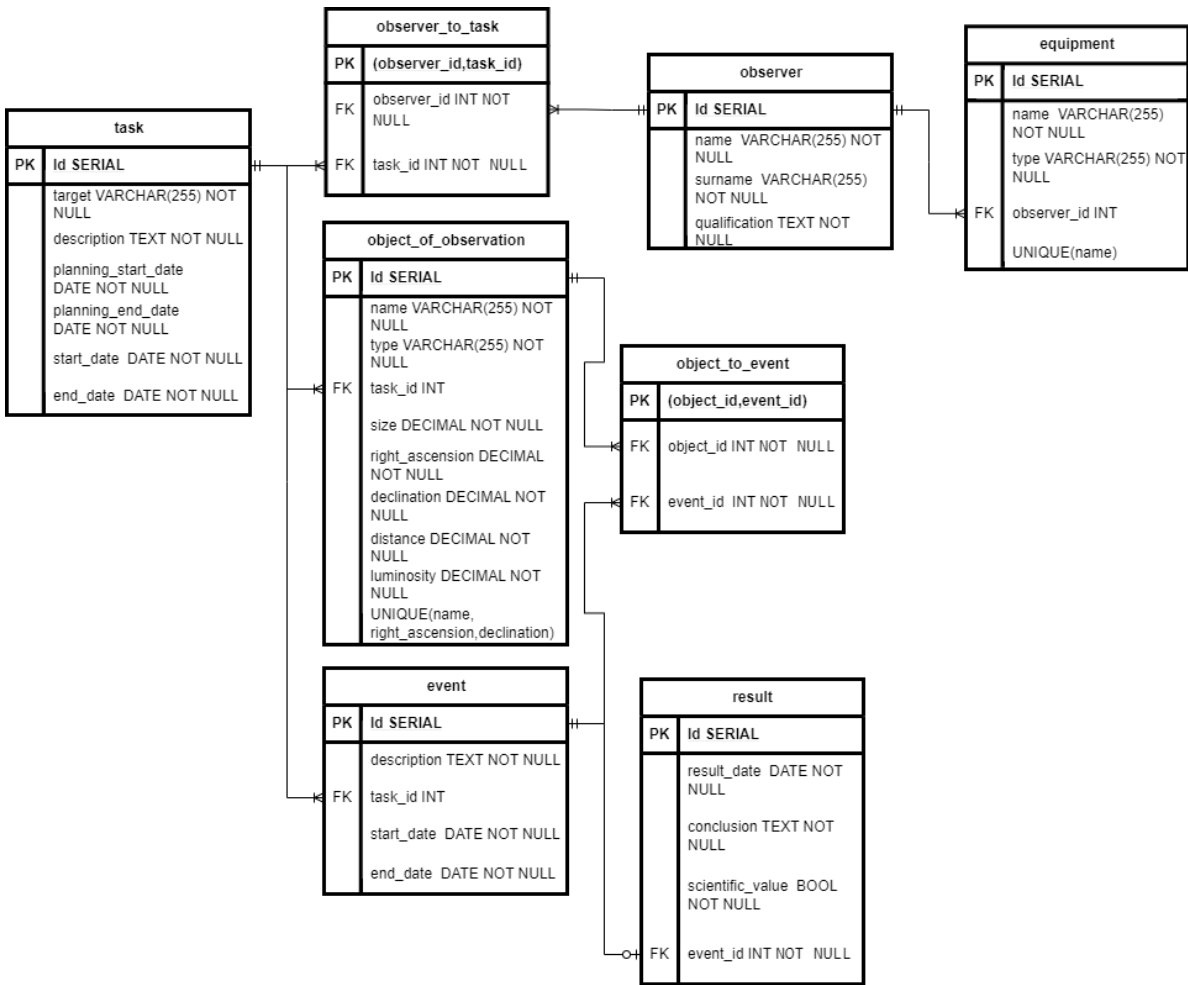 observer_to_task
PK (observer_id,task_id)
FK observer_id INT NOT
NULL
FK task_id INT NOT NULL
observer
PK Id SERIAL
name VARCHAR(255) NOT
NULL
surname VARCHAR(255)
NOT NULL
qualification TEXT NOT
NULL
equipment
PK Id SERIAL
name VARCHAR(255)
NOT NULL
type VARCHAR(255) NOT
NULL
FK observer_id INT
UNIQUE(name)
task
PK Id SERIAL
target VARCHAR(255) NOT
NULL
description TEXT NOT NULL
planning_start_date
DATE NOT NULL
planning_end_date
DATE NOT NULL
start_date DATE NOT NULL
end_date DATE NOT NULL
object_of_observation
PK Id SERIAL
name VARCHAR(255) NOT
NULL
type VARCHAR(255) NOT
NULL
FK task_id INT
size DECIMAL NOT NULL
right_ascension DECIMAL
NOT NULL
declination DECIMAL NOT
NULL
distance DECIMAL NOT
NULL
luminosity DECIMAL NOT
NULL
UNIQUE(name,
right_ascension,declination)
object_to_event
PK (object_id,event_id)
FK object_id INT NOT NULL
FK event_id INT NOT NULL
event
PK Id SERIAL
description TEXT NOT NULL
FK task_id INT
start_date DATE NOT NULL
end_date DATE NOT NULL
result
PK Id SERIAL
result_date DATE NOT
NULL
conclusion TEXT NOT
NULL
scientific_value BOOL
NOT NULL
FK event_id INT NOT NULL